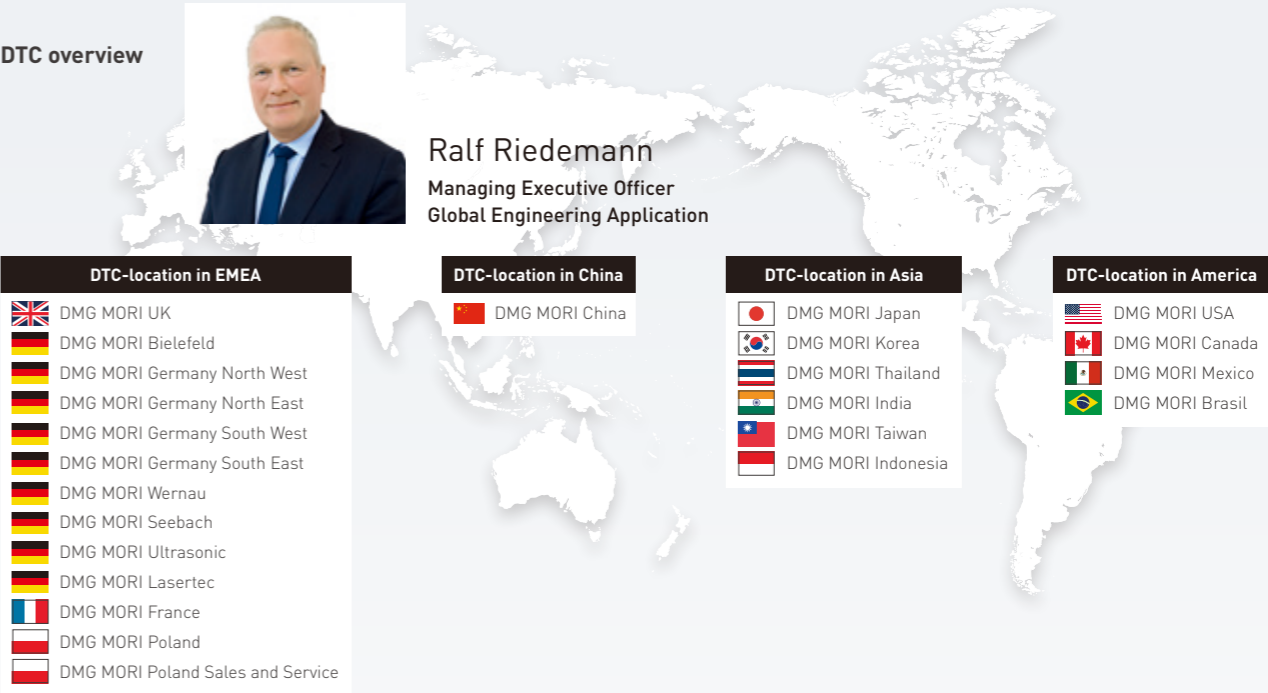 DTC overview
Ralf Riedemann
Managing Executive Officer
Global Engineering Application
DTC-location in EMEA
DMG MORI UK
DMG MORI Bielefeld
DMG MORI Germany North West
DMG MORI Germany North East
DMG MORI Germany South West
DMG MORI Germany South East
DMG MORI Wernau
DMG MORI Seebach
DMG MORI Ultrasonic
DMG MORI Lasertec
DMG MORI France
DMG MORI Poland
DMG MORI Poland Sales and Service
DTC-location in China
DMG MORI China
DTC-location in Asia
DMG MORI Japan
DMG MORI Korea
DMG MORI Thailand
DMG MORI India
DMG MORI Taiwan
DMG MORI Indonesia
DTC-location in America
DMG MORI USA
DMG MORI Canada
DMG MORI Mexico
DMG MORI Brasil